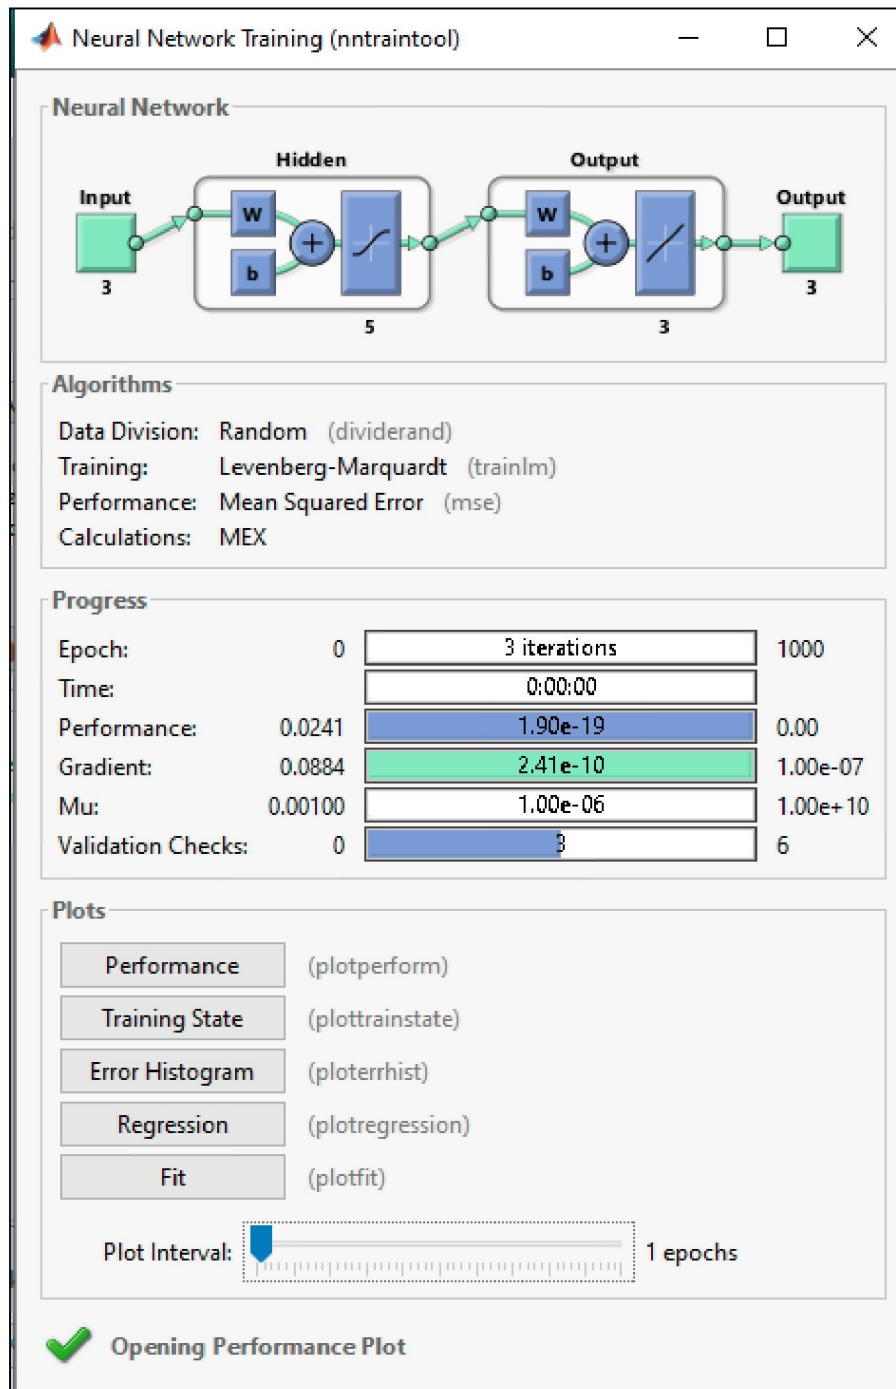 Neural Network Training (nntraintool)
Neural Network
Hidden
Output
Input
Output
W
W
b
b
3
5
3
3
Algorithms
Data Division: Random (dividerand)
Training: Levenberg-Marquardt (trainlm)
Performance: Mean Squared Error (mse)
Calculations: MEX
Progress
Epoch: 0 3 iterations 1000
Time: 0:00:00
Performance: 0.0241 1.90e-19 0.00
Gradient: 0.0884 2.41e-10 1.00e-07
Mu: 0.00100 1.00e-06 1.00e+10
Validation Checks: 0 3 6
Plots
Performance (plotperform)
Training State (plottrainstate)
Error Histogram (ploterrhist)
Regression (plotregression)
Fit (plotfit)
Plot Interval: 1 epochs
Opening Performance Plot